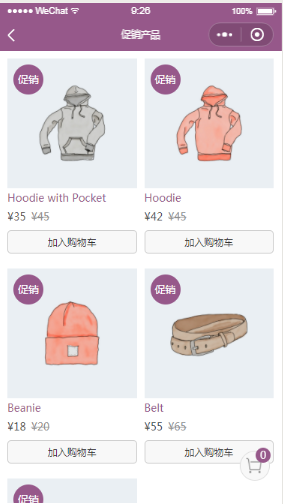 WeChat 9:26 100%
促销产品
促销 促销
Hoodie with Pocket Hoodie
¥35 ¥45 ¥42 ¥45
加入购物车 加入购物车
促销 促销
Beanie Belt
¥18 ¥20 ¥55 ¥65
加入购物车 加入购物车
0
促销